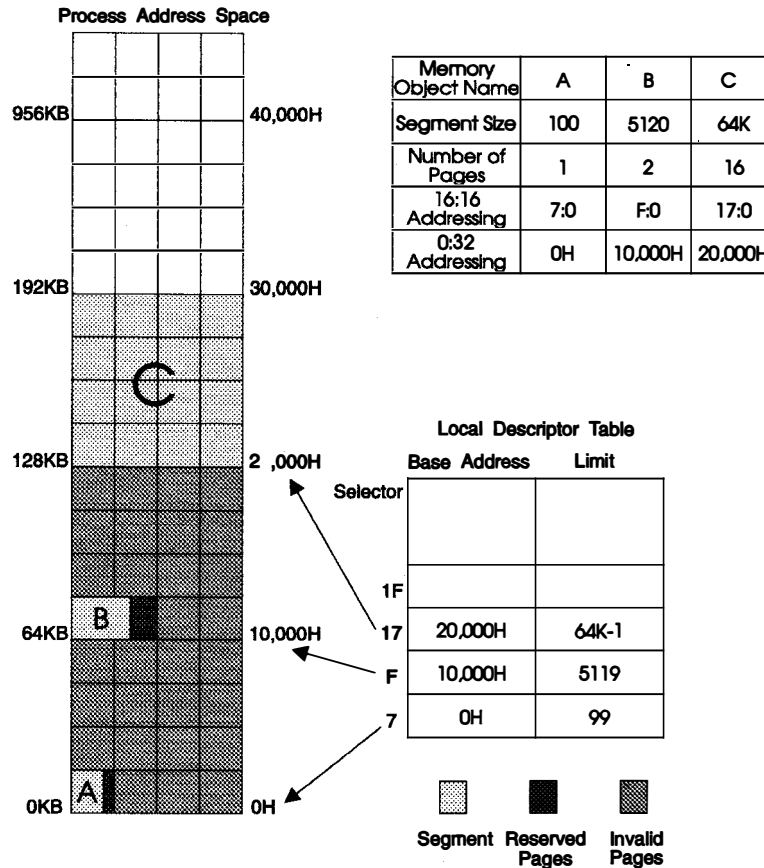 Process Address Space
956KB 40,000H
192KB 30,000H
C
128KB 2 ,000H
B
64KB 10,000H
A
0KB 0H
Memory Object Name A B C
Segment Size 100 5120 64K
Number of Pages 1 2 16
16:16 Addressing 7:0 F:0 17:0
0:32 Addressing 0H 10,000H 20,000H
Local Descriptor Table
Base Address Limit
Selector
1F
17 20,000H 64K-1
F 10,000H 5119
7 0H 99
Segment Reserved Pages Invalid Pages